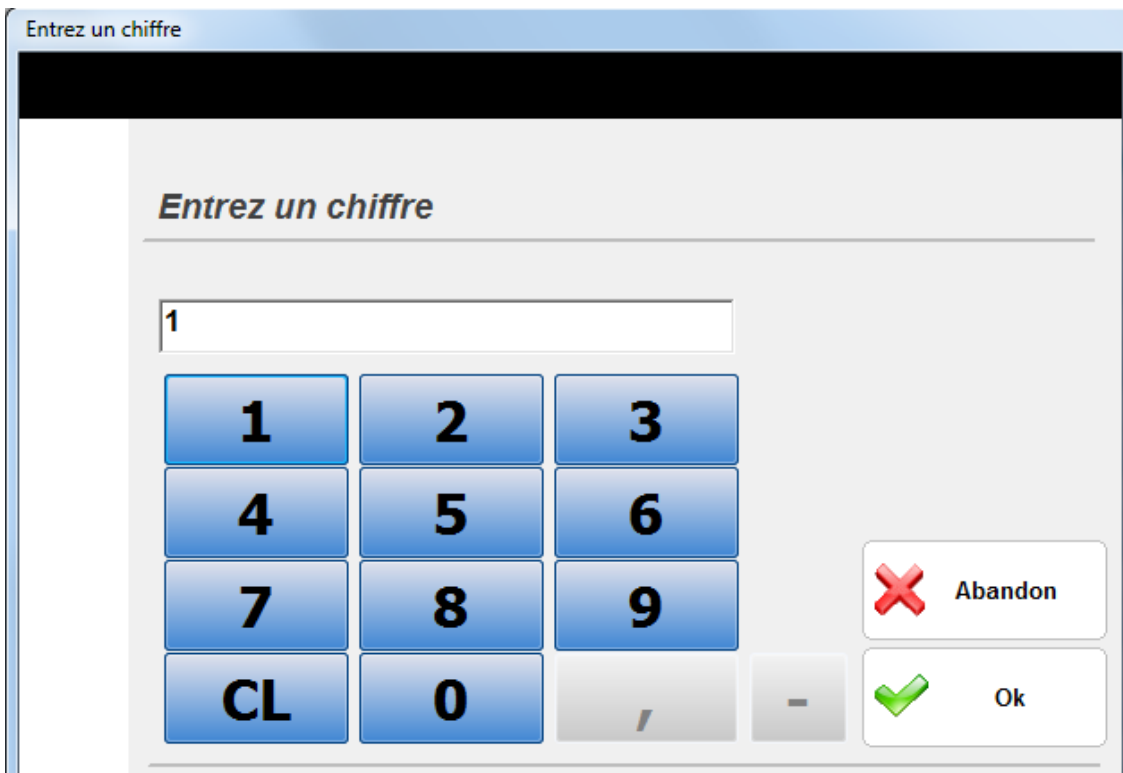 Entrez un chiffre
Entrez un chiffre
1
1 2 3
4 5 6
7 8 9 Abandon
CL 0 , - Ok